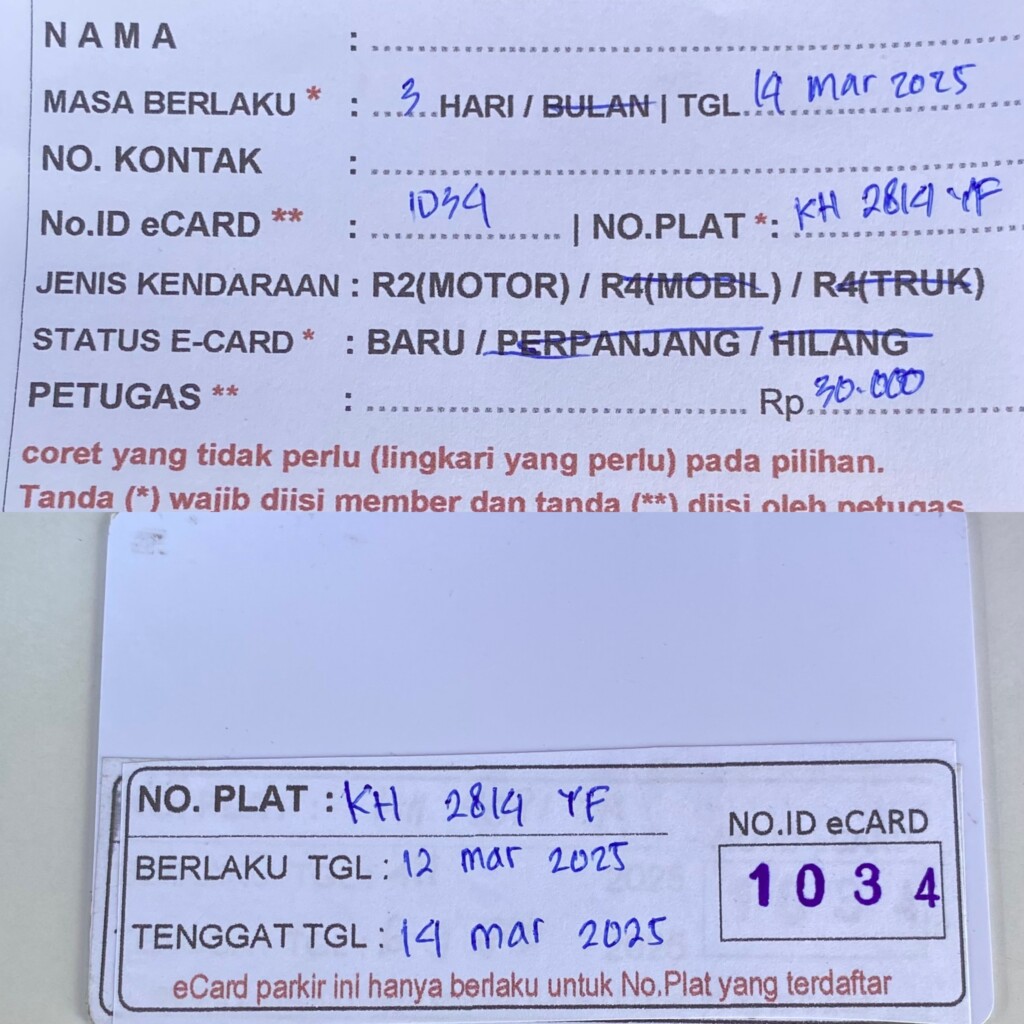 NAMA : ........................................
MASA BERLAKU * : ...3..HARI / BULAN | TGL. 14 mar 2025
NO. KONTAK : ........................................
No.ID eCARD ** : 1034 | NO.PLAT *: KH 2814 YF
JENIS KENDARAAN : R2(MOTOR) / R4(MOBIL) / R4(TRUK)
STATUS E-CARD * : BARU / PERPANJANG / HILANG
PETUGAS ** : ........................................ Rp. 30.000
coret yang tidak perlu (lingkari yang perlu) pada pilihan.
Tanda (*) wajib diisi member dan tanda (**) diisi oleh petugas
NO. PLAT : KH 2814 YF
NO.ID eCARD
BERLAKU TGL : 12 mar 2025
1034
TENGGAT TGL : 14 mar 2025
eCard parkir ini hanya berlaku untuk No.Plat yang terdaftar